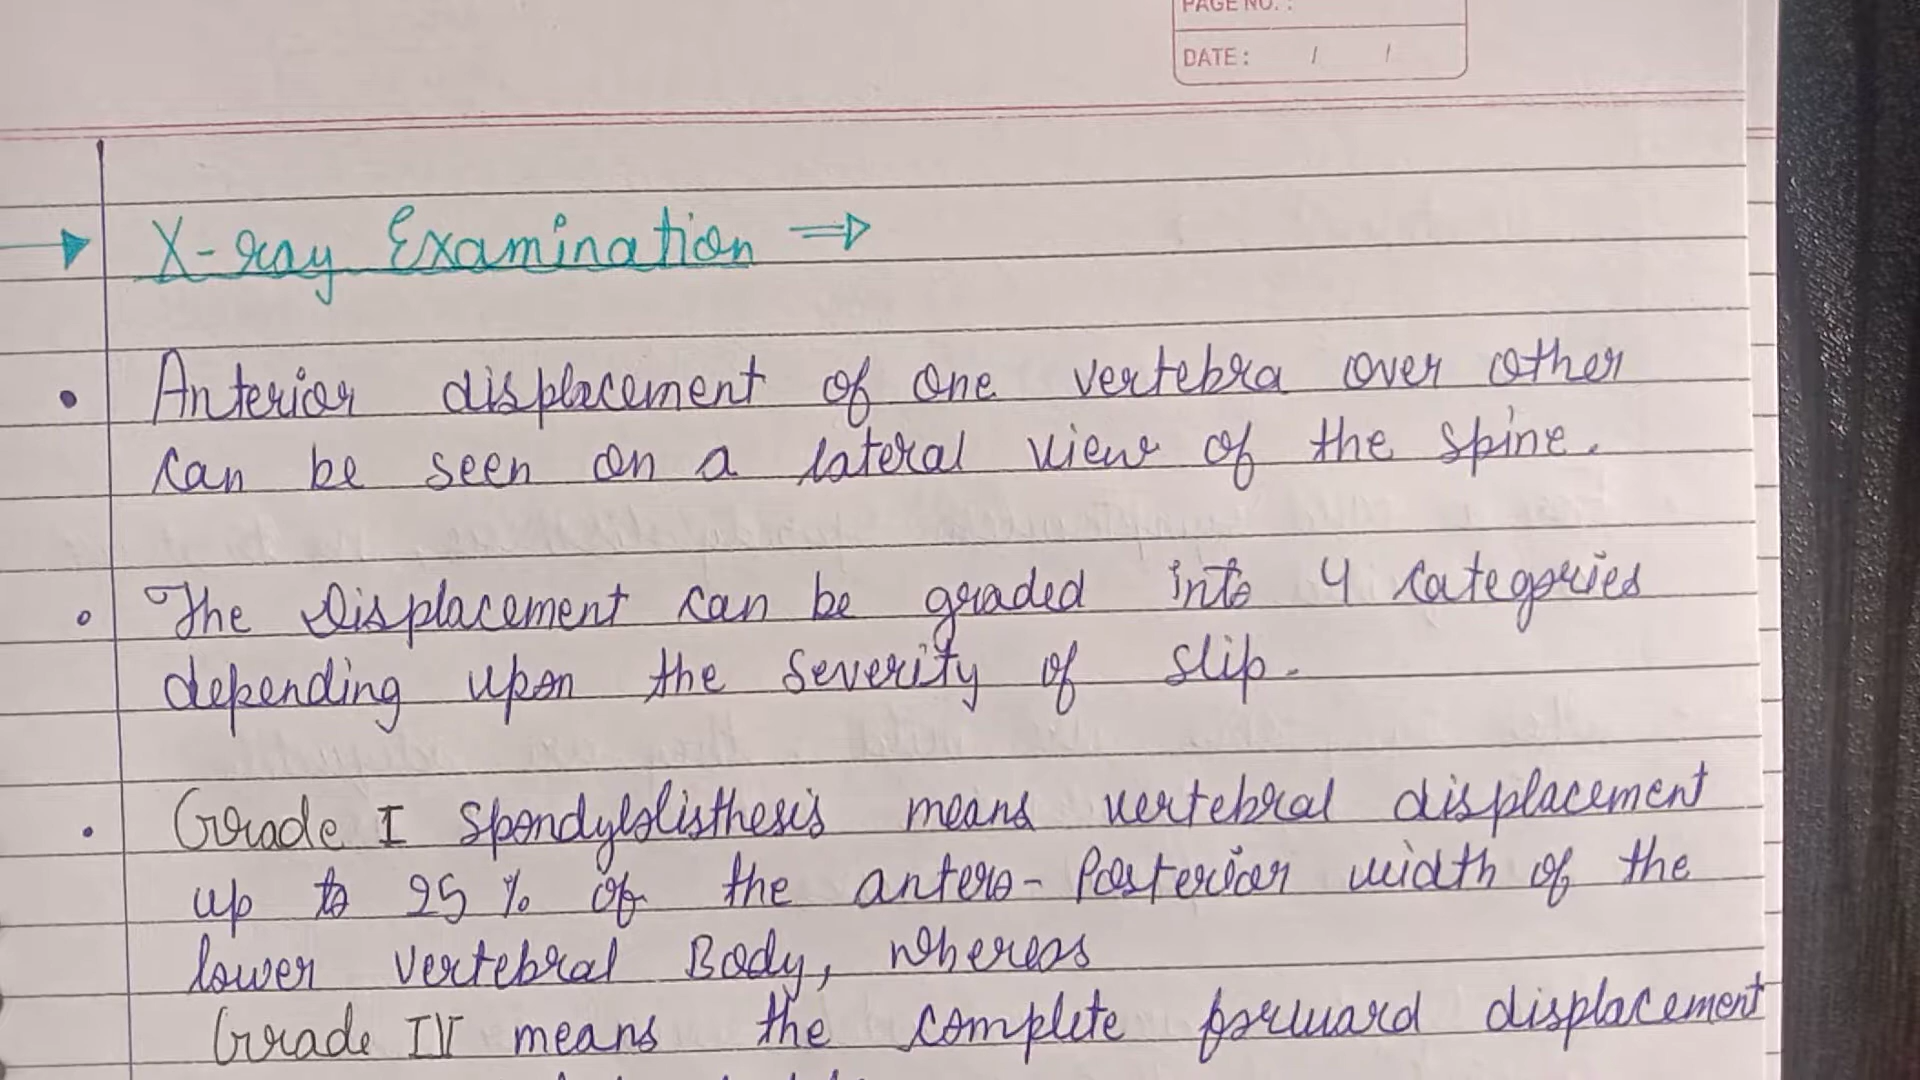 PAGE NO. :
DATE : / /
X-ray Examination ⇒
• Anterior displacement of one vertebra over other
can be seen on a lateral view of the spine.
• The displacement can be graded into 4 categories
depending upon the severity of slip.
• Grade I spondylolisthesis means vertebral displacement
up to 25 % of the antero-Posterior width of the
lower vertebral Body, whereas
Grade IV means the complete forward displacement